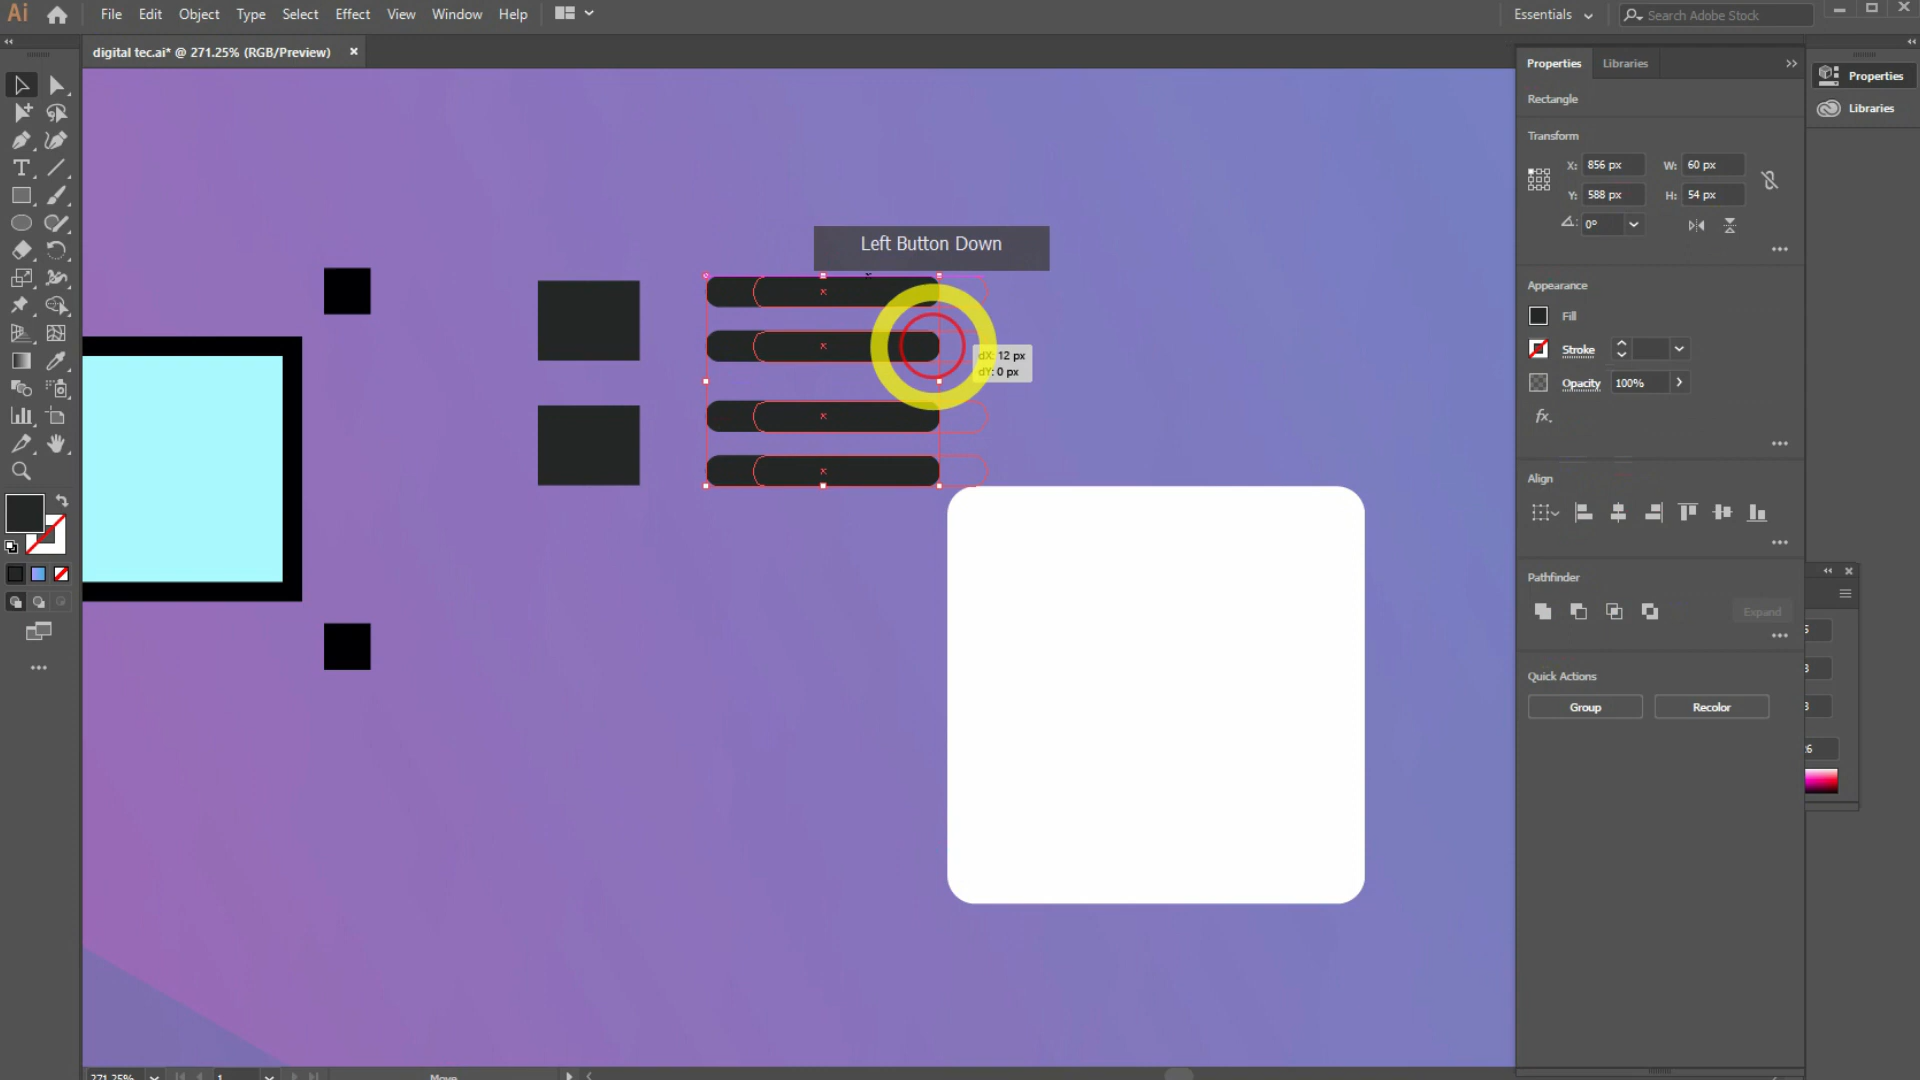 Ai
File Edit Object Type Select Effect View Window Help
Essentials
Search Adobe Stock
digital tec.ai* @ 271.25% (RGB/Preview)
Properties Libraries
Properties
Libraries
Rectangle
Transform
X: 856 px W: 60 px
Y: 588 px H: 54 px
0°
Appearance
Fill
Stroke
Opacity 100%
fx.
Align
Pathfinder
Expand
Quick Actions
Group Recolor
Left Button Down
dX: 12 px
dY: 0 px
271.25%
1
Move